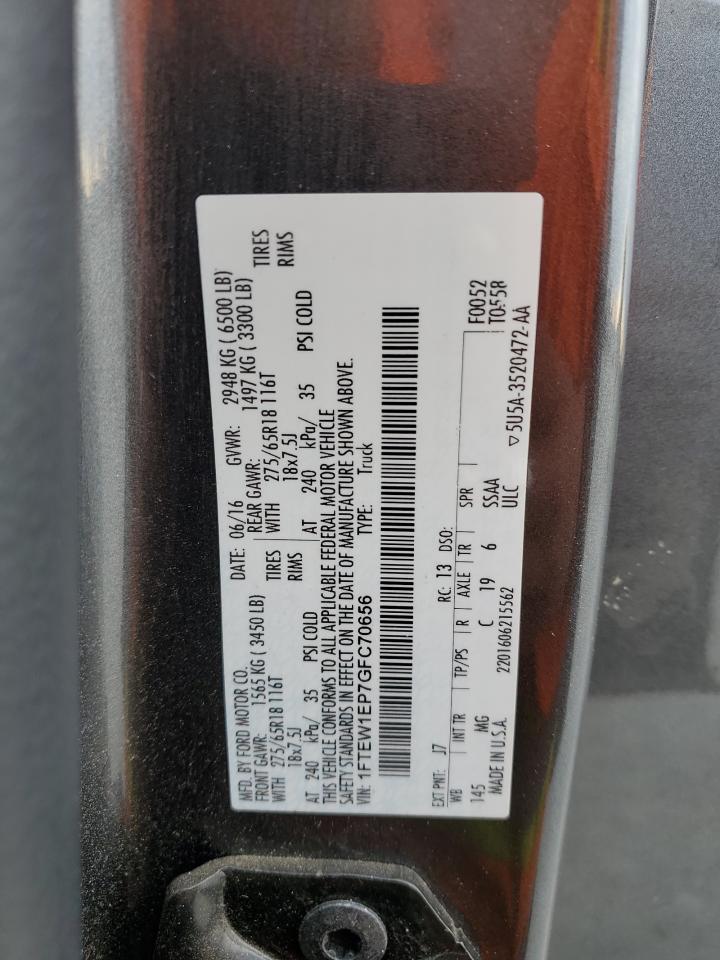 MFD. BY FORD MOTOR CO. DATE: 06/16 GVWR: 2948 KG ( 6500 LB)
FRONT GAWR: 1565 KG ( 3450 LB) REAR GAWR: 1497 KG ( 3300 LB)
WITH 275/65R18 116T TIRES WITH 275/65R18 116T TIRES
18x7.5J RIMS 18x7.5J RIMS
AT 240 kPa/ 35 PSI COLD AT 240 kPa/ 35 PSI COLD
THIS VEHICLE CONFORMS TO ALL APPLICABLE FEDERAL MOTOR VEHICLE
SAFETY STANDARDS IN EFFECT ON THE DATE OF MANUFACTURE SHOWN ABOVE.
VIN: 1FTEW1EP7GFC70656 TYPE: Truck
EXT PNT: J7 RC: 13 DSO: F0052
WB INT TR TP/PS R AXLE TR SPR T055R
145 MG C 19 6 SSAA ▽5U5A-3520472-AA
MADE IN U.S.A. 2201606215562 ULC